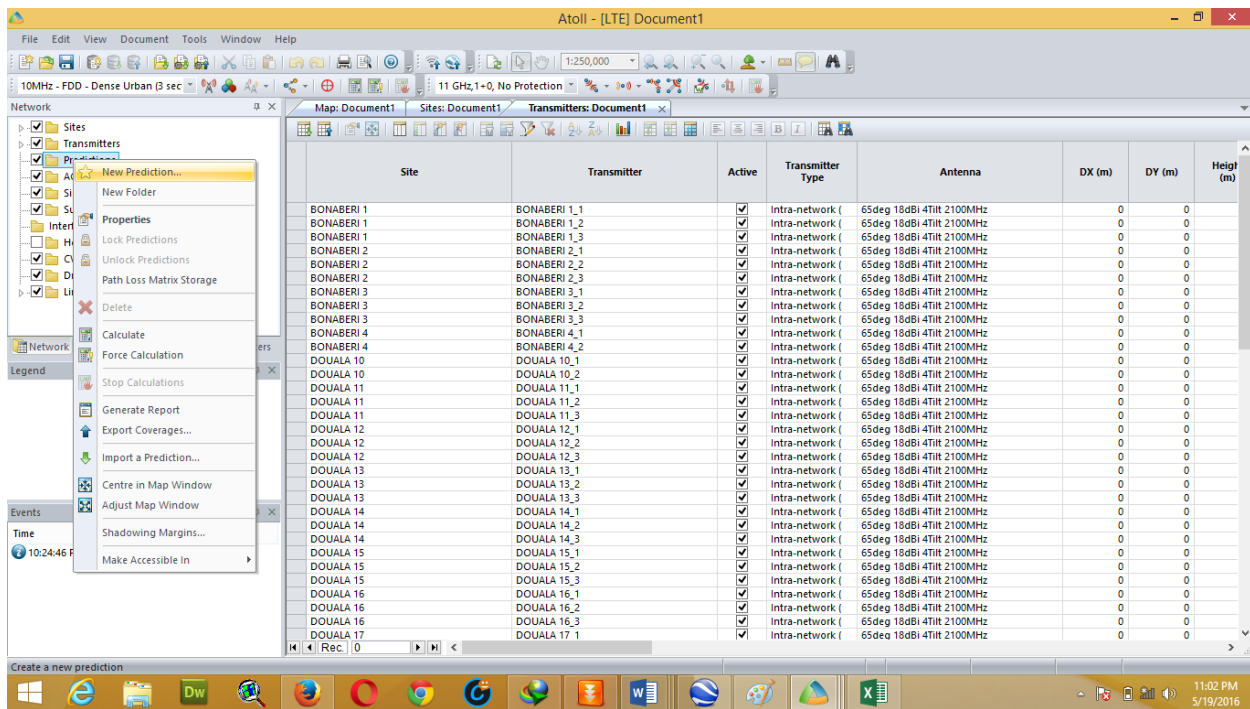 Atoll - [LTE] Document1
File Edit View Document Tools Window Help
1:250,000
10MHz - FDD - Dense Urban (3 sec
11 GHz,1+0, No Protection
Network
Map: Document1 Sites: Document1 Transmitters: Document1
Sites
Transmitters
New Prediction...
New Folder
Properties
Lock Predictions
Unlock Predictions
Path Loss Matrix Storage
Delete
Calculate
Force Calculation
Stop Calculations
Generate Report
Export Coverages...
Import a Prediction...
Centre in Map Window
Adjust Map Window
Shadowing Margins...
Make Accessible In
Network
Legend
Events
Time
10:24:46
Site Transmitter Active Transmitter Type Antenna DX (m) DY (m) Height (m)
BONABERI 1 BONABERI 1_1 Intra-network ( 65deg 18dBi 4Tilt 2100MHz 0 0
BONABERI 1 BONABERI 1_2 Intra-network ( 65deg 18dBi 4Tilt 2100MHz 0 0
BONABERI 1 BONABERI 1_3 Intra-network ( 65deg 18dBi 4Tilt 2100MHz 0 0
BONABERI 2 BONABERI 2_1 Intra-network ( 65deg 18dBi 4Tilt 2100MHz 0 0
BONABERI 2 BONABERI 2_2 Intra-network ( 65deg 18dBi 4Tilt 2100MHz 0 0
BONABERI 2 BONABERI 2_3 Intra-network ( 65deg 18dBi 4Tilt 2100MHz 0 0
BONABERI 3 BONABERI 3_1 Intra-network ( 65deg 18dBi 4Tilt 2100MHz 0 0
BONABERI 3 BONABERI 3_2 Intra-network ( 65deg 18dBi 4Tilt 2100MHz 0 0
BONABERI 3 BONABERI 3_3 Intra-network ( 65deg 18dBi 4Tilt 2100MHz 0 0
BONABERI 4 BONABERI 4_1 Intra-network ( 65deg 18dBi 4Tilt 2100MHz 0 0
BONABERI 4 BONABERI 4_2 Intra-network ( 65deg 18dBi 4Tilt 2100MHz 0 0
DOUALA 10 DOUALA 10_1 Intra-network ( 65deg 18dBi 4Tilt 2100MHz 0 0
DOUALA 10 DOUALA 10_2 Intra-network ( 65deg 18dBi 4Tilt 2100MHz 0 0
DOUALA 11 DOUALA 11_1 Intra-network ( 65deg 18dBi 4Tilt 2100MHz 0 0
DOUALA 11 DOUALA 11_2 Intra-network ( 65deg 18dBi 4Tilt 2100MHz 0 0
DOUALA 11 DOUALA 11_3 Intra-network ( 65deg 18dBi 4Tilt 2100MHz 0 0
DOUALA 12 DOUALA 12_1 Intra-network ( 65deg 18dBi 4Tilt 2100MHz 0 0
DOUALA 12 DOUALA 12_2 Intra-network ( 65deg 18dBi 4Tilt 2100MHz 0 0
DOUALA 12 DOUALA 12_3 Intra-network ( 65deg 18dBi 4Tilt 2100MHz 0 0
DOUALA 13 DOUALA 13_1 Intra-network ( 65deg 18dBi 4Tilt 2100MHz 0 0
DOUALA 13 DOUALA 13_2 Intra-network ( 65deg 18dBi 4Tilt 2100MHz 0 0
DOUALA 13 DOUALA 13_3 Intra-network ( 65deg 18dBi 4Tilt 2100MHz 0 0
DOUALA 14 DOUALA 14_1 Intra-network ( 65deg 18dBi 4Tilt 2100MHz 0 0
DOUALA 14 DOUALA 14_2 Intra-network ( 65deg 18dBi 4Tilt 2100MHz 0 0
DOUALA 14 DOUALA 14_3 Intra-network ( 65deg 18dBi 4Tilt 2100MHz 0 0
DOUALA 15 DOUALA 15_1 Intra-network ( 65deg 18dBi 4Tilt 2100MHz 0 0
DOUALA 15 DOUALA 15_2 Intra-network ( 65deg 18dBi 4Tilt 2100MHz 0 0
DOUALA 15 DOUALA 15_3 Intra-network ( 65deg 18dBi 4Tilt 2100MHz 0 0
DOUALA 16 DOUALA 16_1 Intra-network ( 65deg 18dBi 4Tilt 2100MHz 0 0
DOUALA 16 DOUALA 16_2 Intra-network ( 65deg 18dBi 4Tilt 2100MHz 0 0
DOUALA 16 DOUALA 16_3 Intra-network ( 65deg 18dBi 4Tilt 2100MHz 0 0
DOUALA 17 DOUALA 17_1 Intra-network ( 65deg 18dBi 4Tilt 2100MHz 0 0
Rec. 0
Create a new prediction
Dw
11:02 PM
5/19/2016